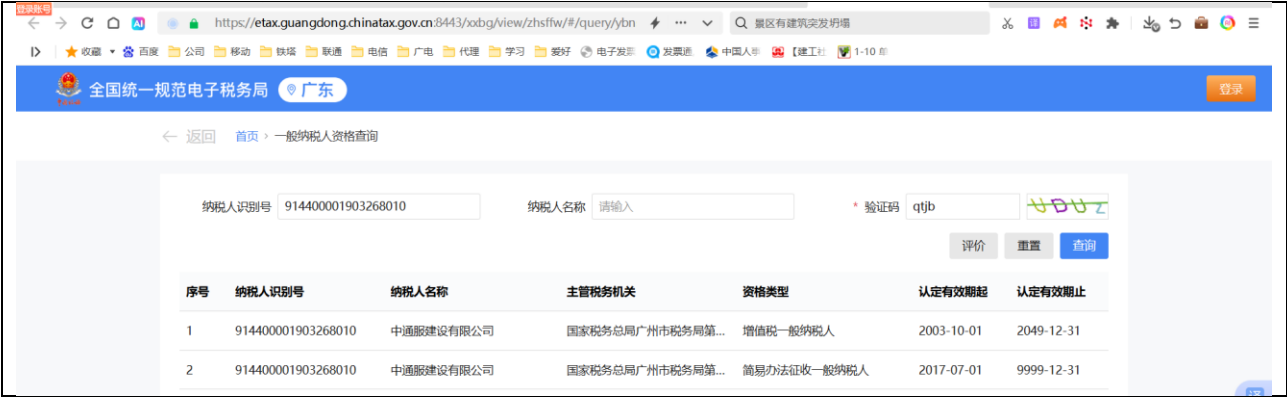 登录账号
https://etax.guangdong.chinatax.gov.cn:8443/xxbg/view/zhsffw/#/query/ybn
景区有建筑突发坍塌
收藏 百度 公司 移动 铁塔 联通 电信 广电 代理 学习 爱好 电子发票 发票通 中国人 【建工社 1-10
全国统一规范电子税务局 广东 登录
返回 首页 > 一般纳税人资格查询
纳税人识别号 914400001903268010 纳税人名称 请输入 * 验证码 qtjb
评价 重置 查询
序号 纳税人识别号 纳税人名称 主管税务机关 资格类型 认定有效期起 认定有效期止
1 914400001903268010 中通服建设有限公司 国家税务总局广州市税务局第... 增值税一般纳税人 2003-10-01 2049-12-31
2 914400001903268010 中通服建设有限公司 国家税务总局广州市税务局第... 简易办法征收一般纳税人 2017-07-01 9999-12-31